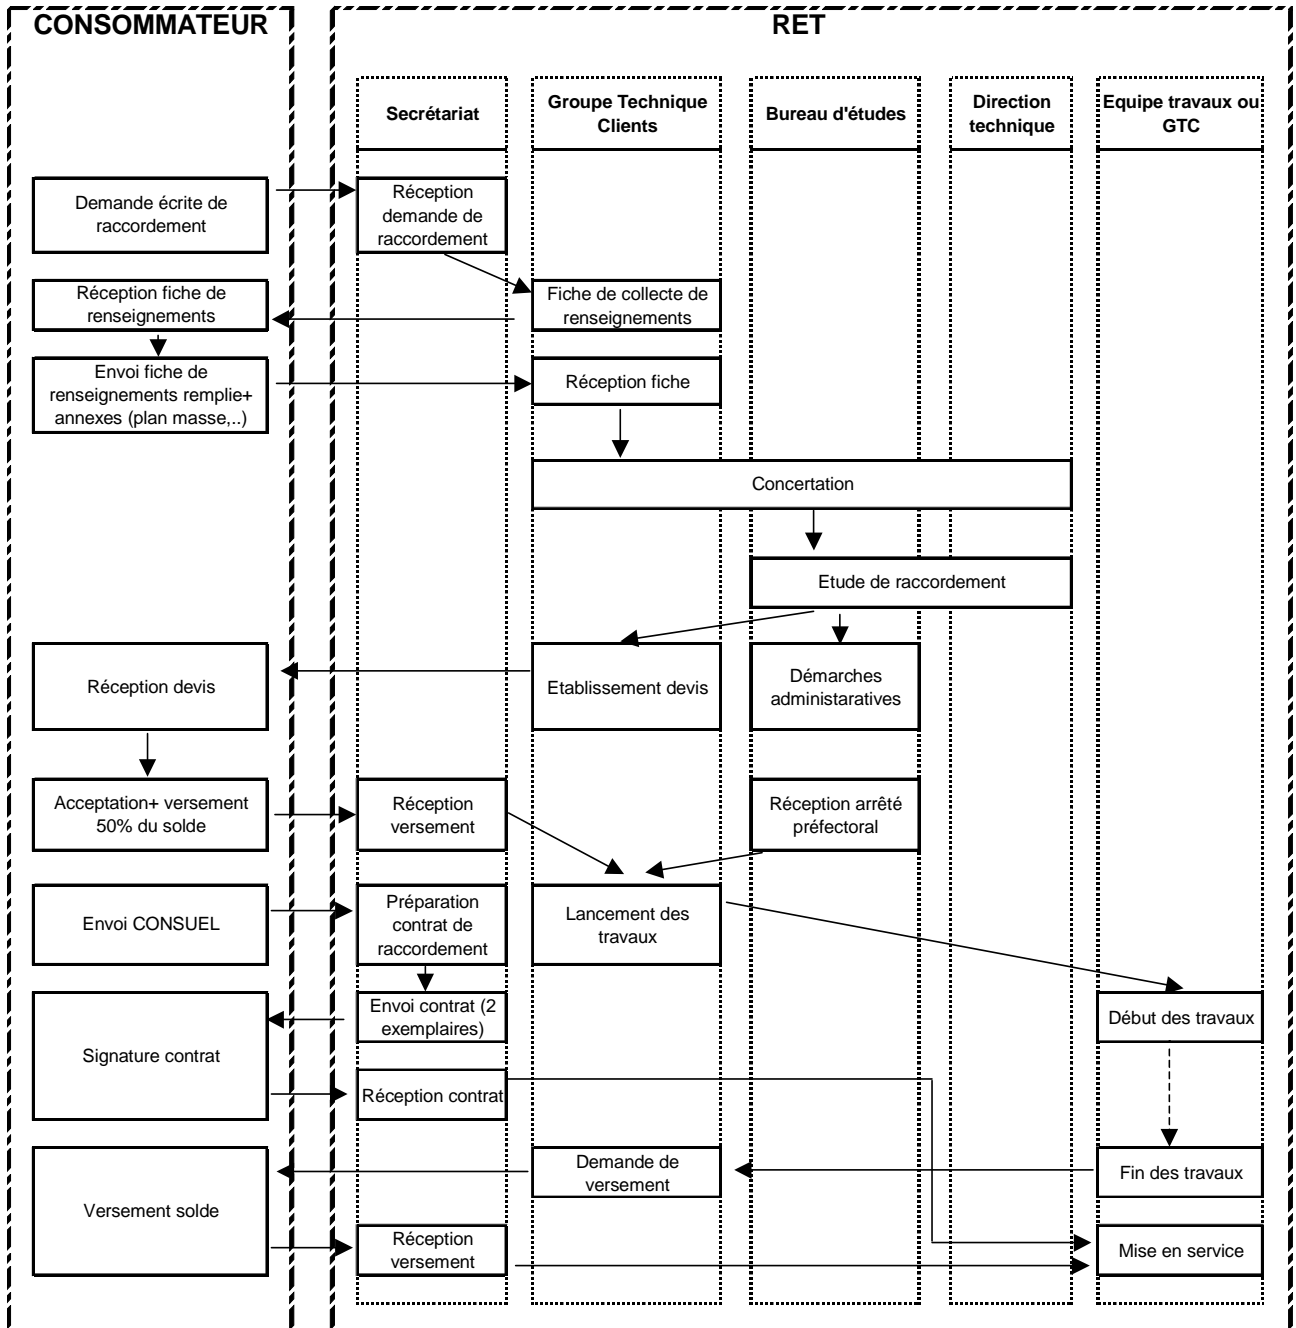 CONSOMMATEUR
RET
Secrétariat
Groupe Technique
Clients
Bureau d'études
Direction
technique
Equipe travaux ou
GTC
Demande écrite de
raccordement
Réception
demande de
raccordement
Réception fiche de
renseignements
Fiche de collecte de
renseignements
Envoi fiche de
renseignements remplie+
annexes (plan masse,..)
Réception fiche
Concertation
Etude de raccordement
Réception devis
Etablissement devis
Démarches
administaratives
Acceptation+ versement
50% du solde
Réception
versement
Réception arrêté
préfectoral
Envoi CONSUEL
Préparation
contrat de
raccordement
Lancement des
travaux
Envoi contrat (2
exemplaires)
Début des travaux
Signature contrat
Réception contrat
Demande de
versement
Fin des travaux
Versement solde
Réception
versement
Mise en service